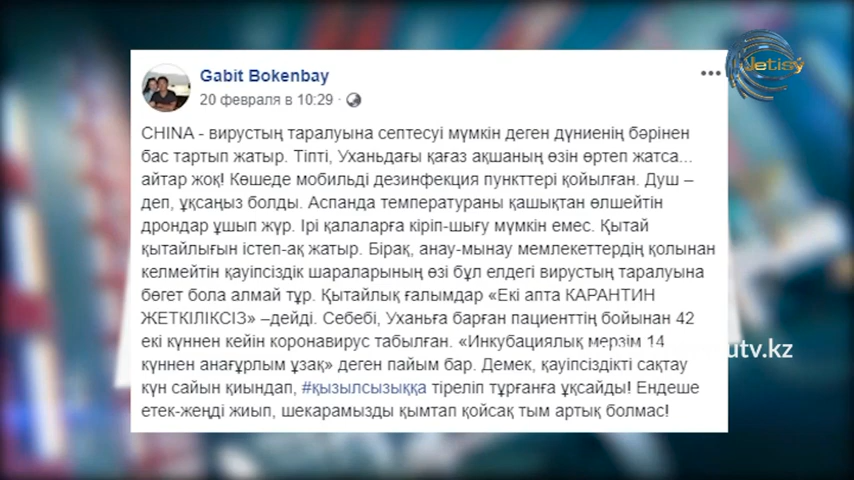 Gabit Bokenbay
20 февраля в 10:29
Jetisy
CHINA - вирустың таралуына септесуі мүмкін деген дүниенің бәрінен
бас тартып жатыр. Тіпті, Уханьдағы қағаз ақшаның өзін өртеп жатса...
айтар жоқ! Көшеде мобильді дезинфекция пункттері қойылған. Душ –
деп, ұқсаңыз болды. Аспанда температураны қашықтан өлшейтін
дрондар ұшып жүр. Ірі қалаларға кіріп-шығу мүмкін емес. Қытай
қытайлығын істеп-ақ жатыр. Бірақ, анау-мынау мемлекеттердің қолынан
келмейтін қауіпсіздік шараларының өзі бұл елдегі вирустың таралуына
бөгет бола алмай тұр. Қытайлық ғалымдар «Екі апта КАРАНТИН
ЖЕТКІЛІКСІЗ» –дейді. Себебі, Уханьға барған пациенттің бойынан 42
екі күннен кейін коронавирус табылған. «Инкубациялық мерзім 14
utv.kz
күннен анағұрлым ұзақ» деген пайым бар. Демек, қауіпсіздікті сақтау
күн сайын қиындап, #қызылсызыққа тіреліп тұрғанға ұқсайды! Ендеше
етек-жеңді жиып, шекарамызды қымтап қойсақ тым артық болмас!